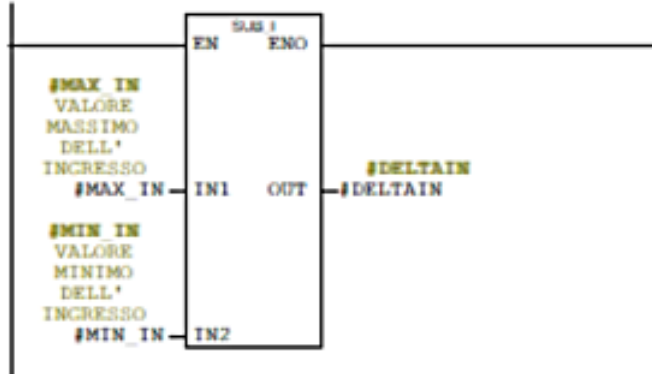 SUB_I
EN ENO
#MAX_IN
VALORE
MASSIMO
DELL'
INGRESSO
#MAX_IN IN1 OUT #DELTAIN
#DELTAIN
#MIN_IN
VALORE
MINIMO
DELL'
INGRESSO
#MIN_IN IN2